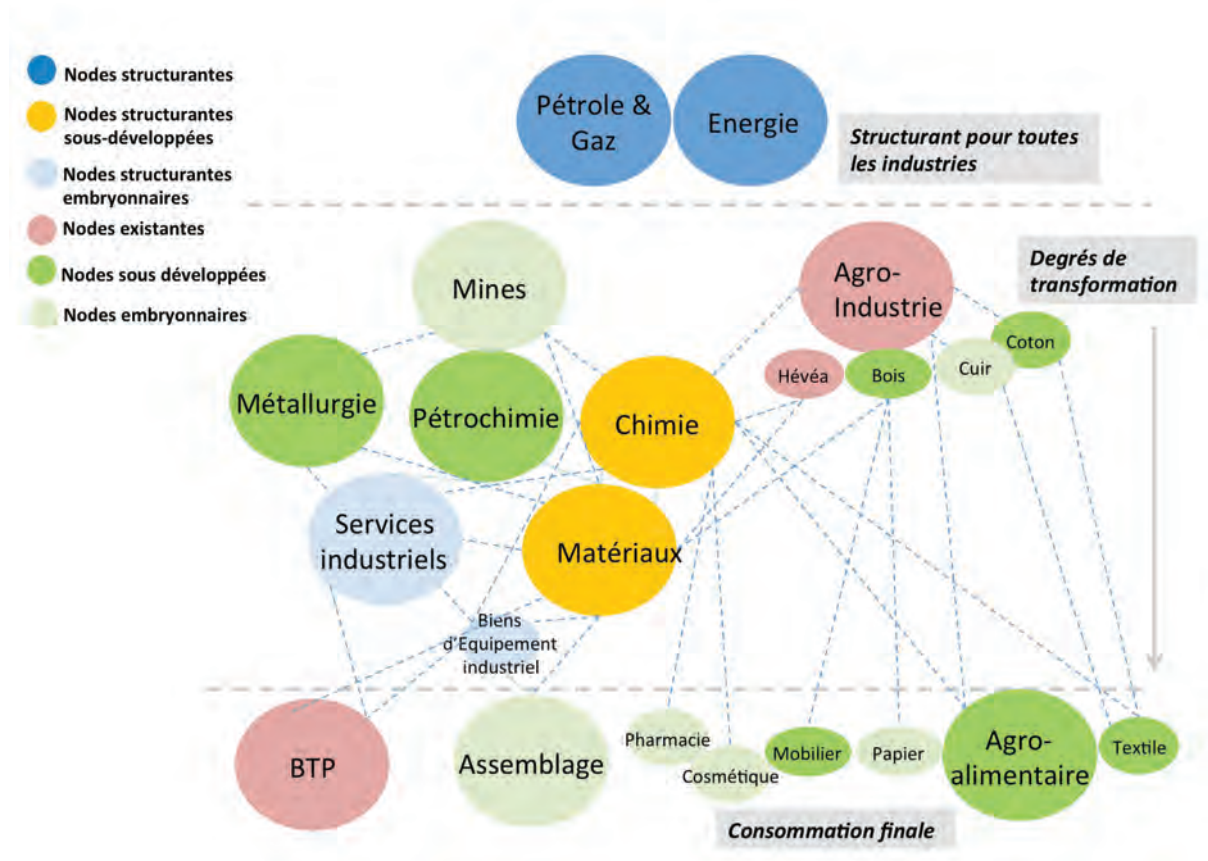 Nodes structurantes
Nodes structurantes
sous-développées
Nodes structurantes
embryonnaires
Nodes existantes
Nodes sous développées
Nodes embryonnaires
Pétrole &
Gaz
Energie
Structurant pour toutes
les industries
Mines
Agro-
Industrie
Degrés de
transformation
Coton
Cuir
Hévéa
Bois
Métallurgie
Pétrochimie
Chimie
Services
industriels
Matériaux
Biens
d'Equipement
industriel
BTP
Assemblage
Pharmacie
Cosmétique
Mobilier
Papier
Agro-
alimentaire
Textile
Consommation finale